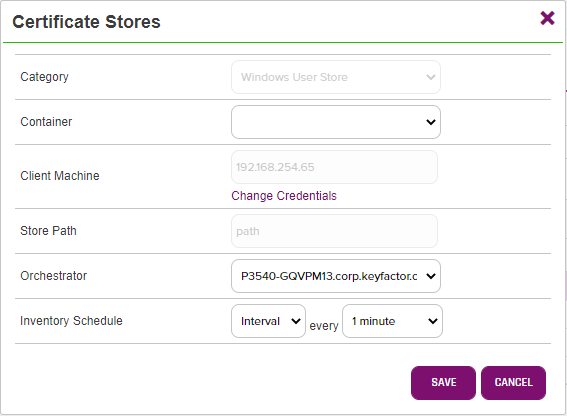 Certificate Stores
Category
Windows User Store
Container
Client Machine
192.168.254.65
Change Credentials
Store Path
path
Orchestrator
P3540-GQVPM13.corp.keyfactor.c
Inventory Schedule
Interval
every
1 minute
SAVE
CANCEL